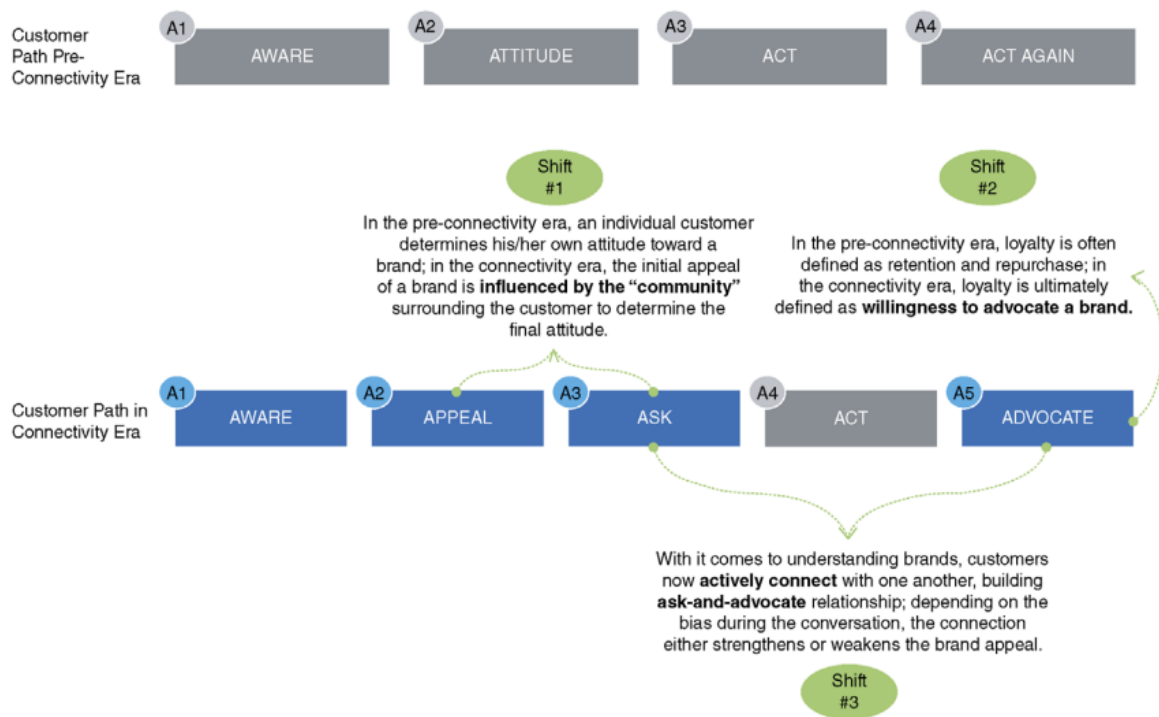 Customer
Path Pre-
Connectivity Era
A1
AWARE
A2
ATTITUDE
A3
ACT
A4
ACT AGAIN
Shift
#1
In the pre-connectivity era, an individual customer
determines his/her own attitude toward a
brand; in the connectivity era, the initial appeal
of a brand is influenced by the “community”
surrounding the customer to determine the
final attitude.
Shift
#2
In the pre-connectivity era, loyalty is often
defined as retention and repurchase; in
the connectivity era, loyalty is ultimately
defined as willingness to advocate a brand.
Customer Path in
Connectivity Era
A1
AWARE
A2
APPEAL
A3
ASK
A4
ACT
A5
ADVOCATE
With it comes to understanding brands, customers
now actively connect with one another, building
ask-and-advocate relationship; depending on the
bias during the conversation, the connection
either strengthens or weakens the brand appeal.
Shift
#3